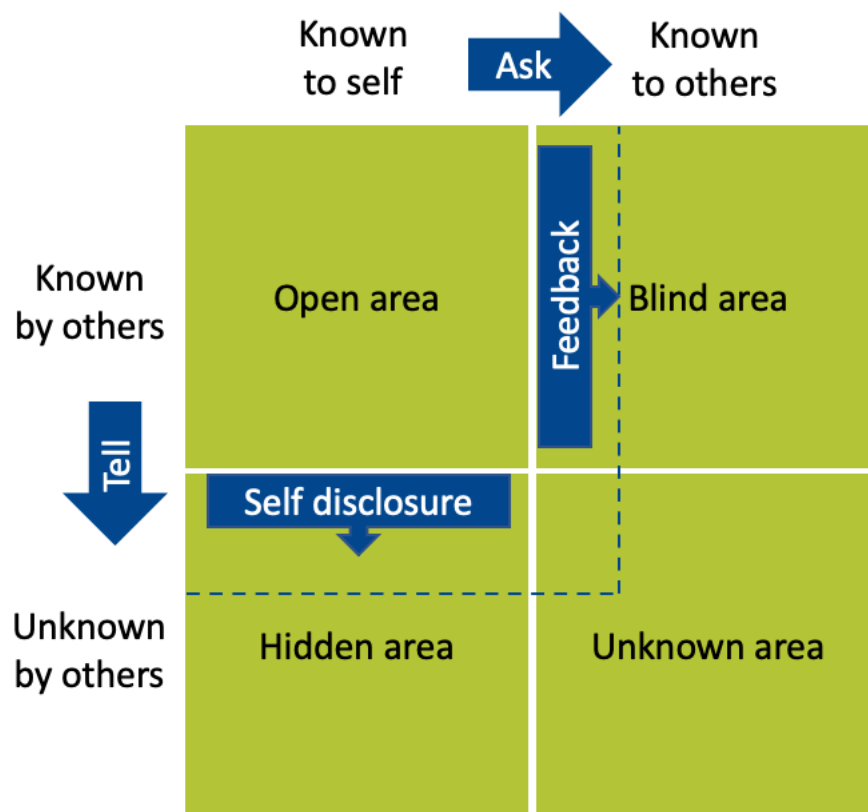 Known
to self
Ask
Known
to others
Known
by others
Open area
Feedback
Blind area
Tell
Self disclosure
Unknown
by others
Hidden area
Unknown area